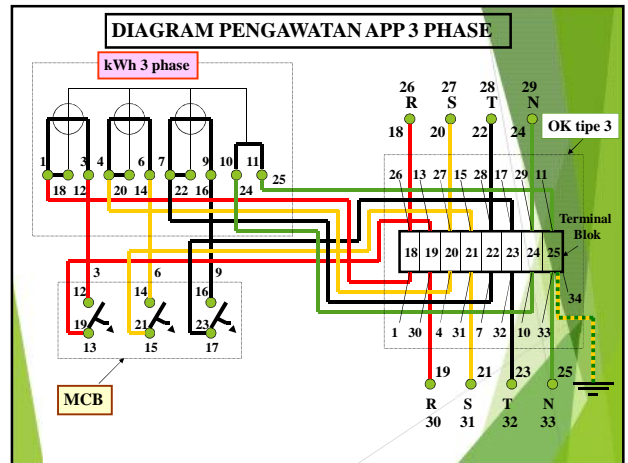 DIAGRAM PENGAWATAN APP 3 PHASE
kWh 3 phase
26 27 28 29
R S T N
18 20 22 24
OK tipe 3
1 3 4 6 7 9 10 11
18 12 20 14 22 16 24 25
26 13 27 15 28 17 29 11
Terminal
Blok
18 19 20 21 22 23 24 25
3 6 9
12 14 16
19 21 23
13 15 17
34
1 30 4 31 7 32 10 33
MCB
19 21 23 25
R S T N
30 31 32 33